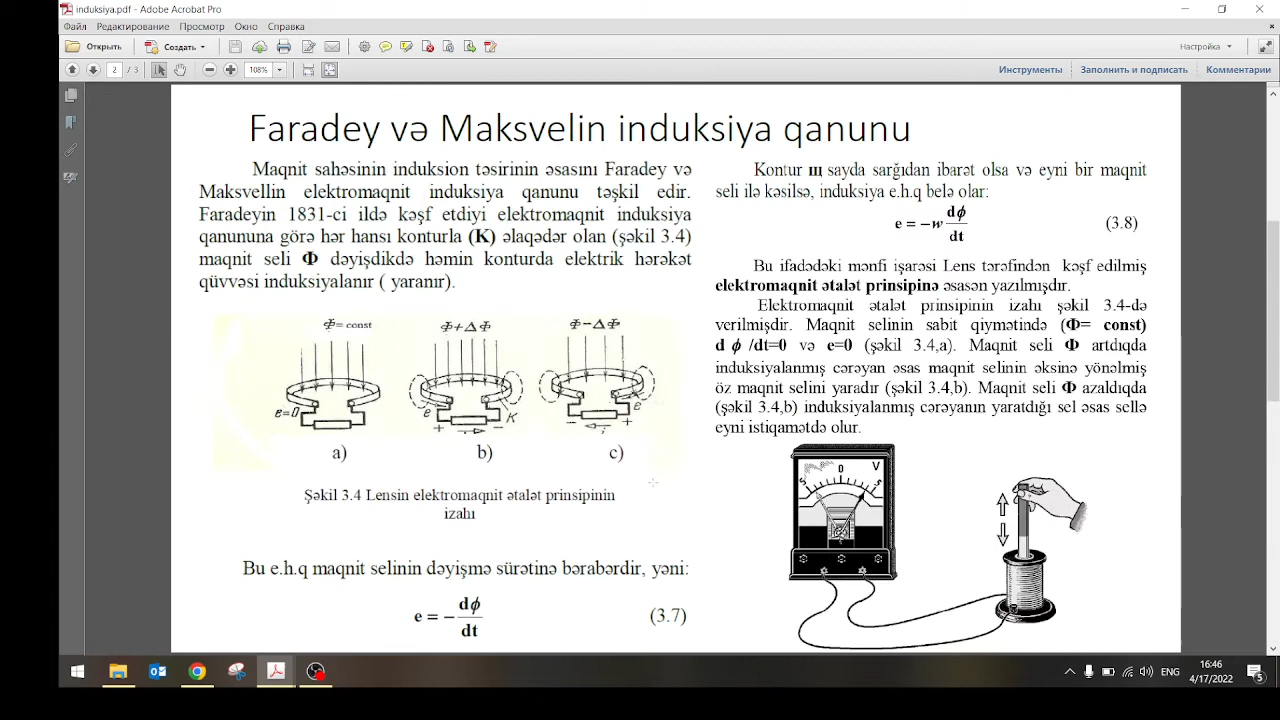 induksiya.pdf - Adobe Acrobat Pro
Файл Редактирование Просмотр Окно Справка
Открыть Создать Настройка
2 / 3 108% Инструменты Заполнить и подписать Комментарии
Faradey və Maksvelin induksiya qanunu
Maqnit sahəsinin induksion təsirinin əsasını Faradey və
Maksvellin elektromaqnit induksiya qanunu təşkil edir.
Faradeyin 1831-ci ildə kəşf etdiyi elektromaqnit induksiya
qanununa görə hər hansı konturla (K) əlaqədər olan (şəkil 3.4)
maqnit seli Φ dəyişdikdə həmin konturda elektrik hərəkət
qüvvəsi induksiyalanır ( yaranır).
Φ= const Φ+ΔΦ Φ-ΔΦ
e=0 e K e
+ - - i +
a) b) c)
Şəkil 3.4 Lensin elektromaqnit ətalət prinsipinin
izahı
Bu e.h.q maqnit selinin dəyişmə sürətinə bərabərdir, yəni:
e = − dϕ/dt (3.7)
Kontur щ sayda sarğıdan ibarət olsa və eyni bir maqnit
seli ilə kəsilsə, induksiya e.h.q belə olar:
e = −w dϕ/dt (3.8)
Bu ifadədəki mənfi işarəsi Lens tərəfindən kəşf edilmiş
elektromaqnit ətalət prinsipinə əsasən yazılmışdır.
Elektromaqnit ətalət prinsipinin izahı şəkil 3.4-də
verilmişdir. Maqnit selinin sabit qiymətində (Φ= const)
d ϕ /dt=0 və e=0 (şəkil 3.4,a). Maqnit seli Φ artdıqda
induksiyalanmış cərəyan əsas maqnit selinin əksinə yönəlmiş
öz maqnit selini yaradır (şəkil 3.4,b). Maqnit seli Φ azaldıqda
(şəkil 3.4,b) induksiyalanmış cərəyanın yaratdığı sel əsas sellə
eyni istiqamətdə olur.
5 0 5 V
ENG 16:46
4/17/2022 5